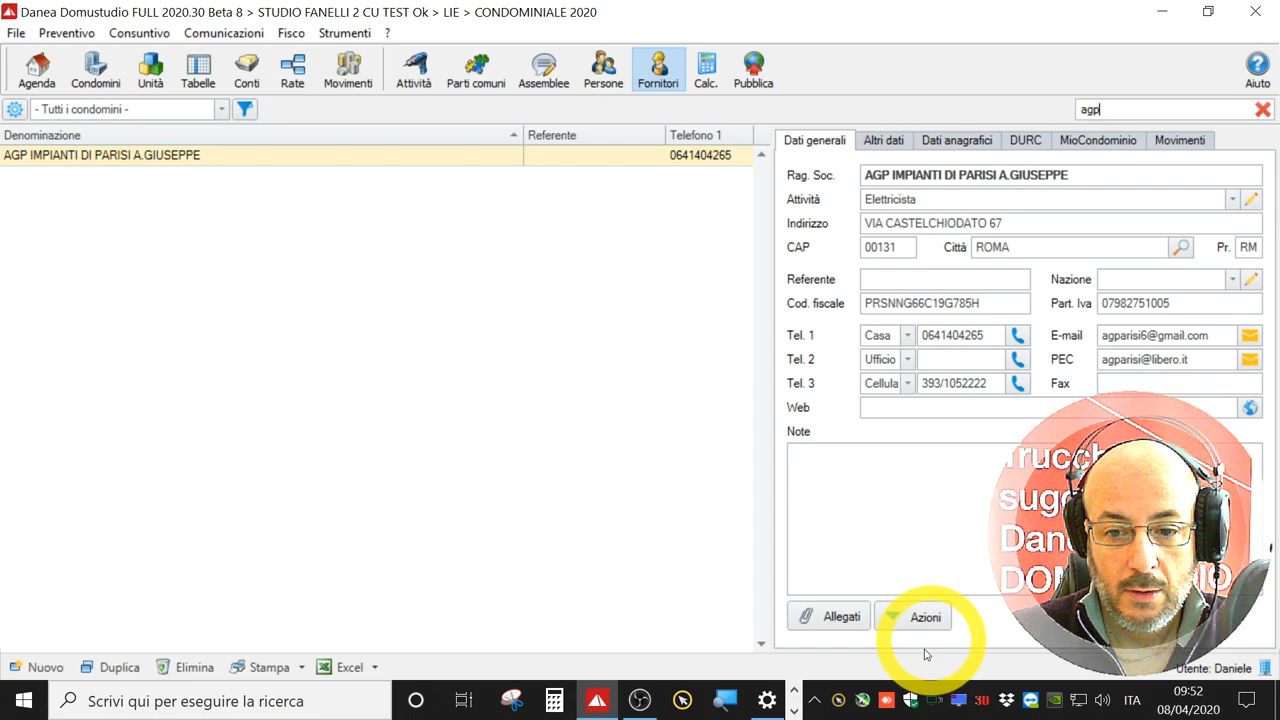 Danea Domustudio FULL 2020.30 Beta 8 > STUDIO FANELLI 2 CU TEST Ok > LIE > CONDOMINIALE 2020
File Preventivo Consuntivo Comunicazioni Fisco Strumenti ?
Agenda Condomini Unità Tabelle Conti Rate Movimenti Attività Parti comuni Assemblee Persone Fornitori Calc. Pubblica Aiuto
- Tutti i condomini - agp
Denominazione Referente Telefono 1
AGP IMPIANTI DI PARISI A.GIUSEPPE 0641404265
Dati generali Altri dati Dati anagrafici DURC MioCondominio Movimenti
Rag. Soc. AGP IMPIANTI DI PARISI A.GIUSEPPE
Attività Elettricista
Indirizzo VIA CASTELCHIODATO 67
CAP 00131 Città ROMA Pr. RM
Referente Nazione
Cod. fiscale PRSNNG66C19G785H Part. Iva 07982751005
Tel. 1 Casa 0641404265 E-mail agparisi6@gmail.com
Tel. 2 Ufficio PEC agparisi@libero.it
Tel. 3 Cellula 393/1052222 Fax
Web
Note
Allegati Azioni
Nuovo Duplica Elimina Stampa Excel Utente: Daniele
Scrivi qui per eseguire la ricerca 30 ITA 09:52
08/04/2020